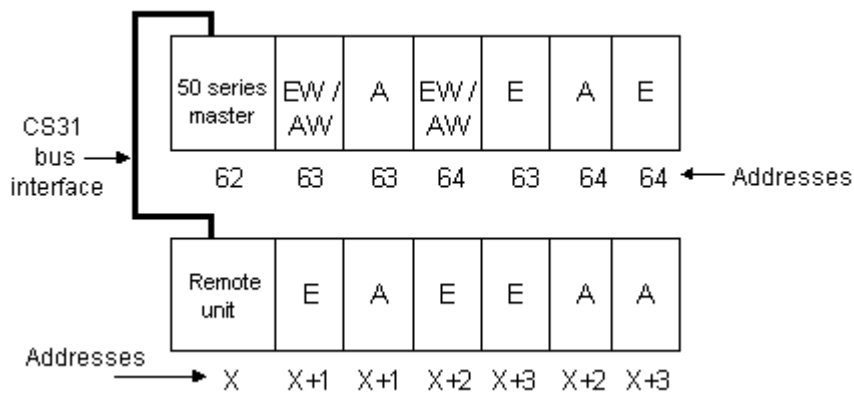 50 series master EW / AW A EW / AW E A E
CS31 bus interface
62 63 63 64 63 64 64 Addresses
Remote unit E A E E A A
Addresses
X X+1 X+1 X+2 X+3 X+2 X+3